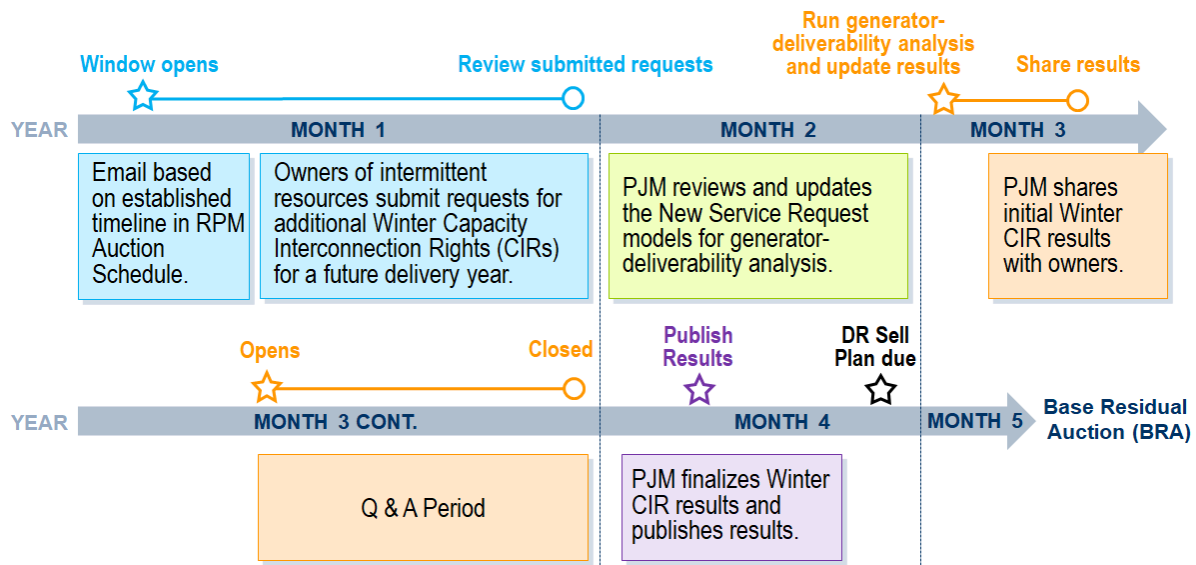 Window opens
Review submitted requests
Run generator-
deliverability analysis
and update results
Share results
YEAR
MONTH 1
MONTH 2
MONTH 3
Email based
on established
timeline in RPM
Auction
Schedule.
Owners of intermittent
resources submit requests for
additional Winter Capacity
Interconnection Rights (CIRs)
for a future delivery year.
PJM reviews and updates
the New Service Request
models for generator-
deliverability analysis.
PJM shares
initial Winter
CIR results
with owners.
Opens
Closed
Publish
Results
DR Sell
Plan due
YEAR
MONTH 3 CONT.
MONTH 4
MONTH 5
Base Residual
Auction (BRA)
Q & A Period
PJM finalizes Winter
CIR results and
publishes results.